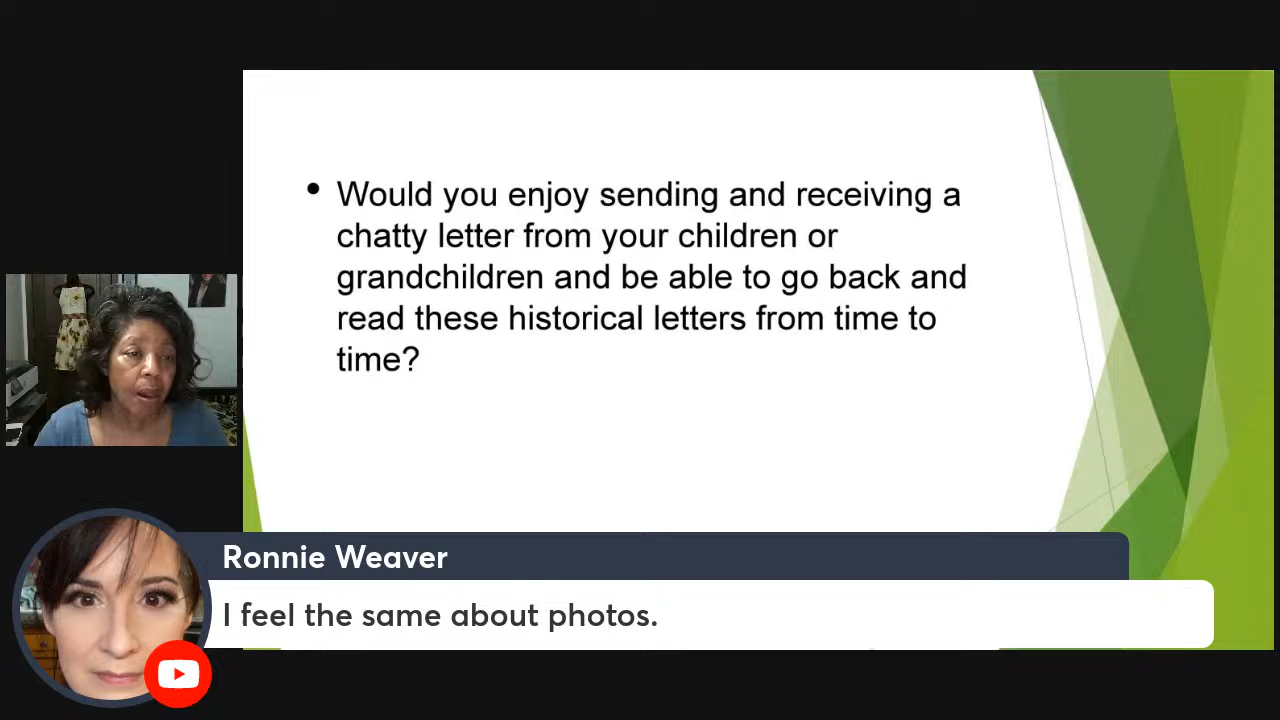 • Would you enjoy sending and receiving a
chatty letter from your children or
grandchildren and be able to go back and
read these historical letters from time to
time?
Ronnie Weaver
I feel the same about photos.